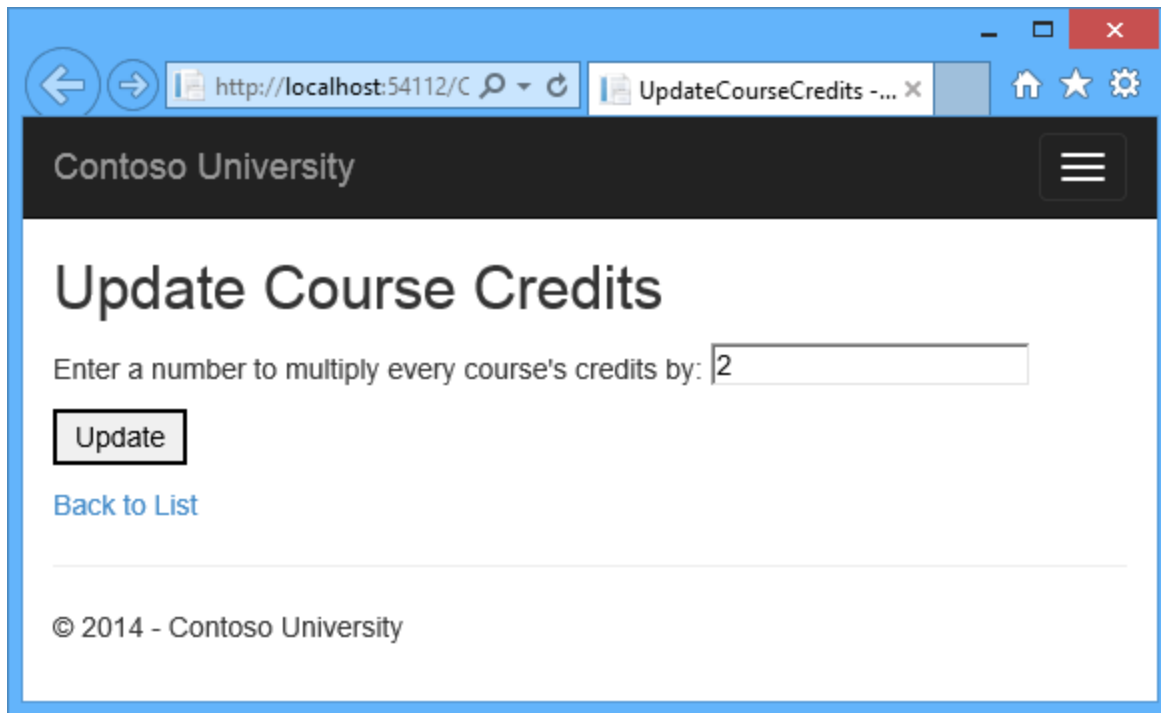 http://localhost:54112/C
UpdateCourseCredits -...
Contoso University
Update Course Credits
Enter a number to multiply every course's credits by: 2
Update
Back to List
© 2014 - Contoso University